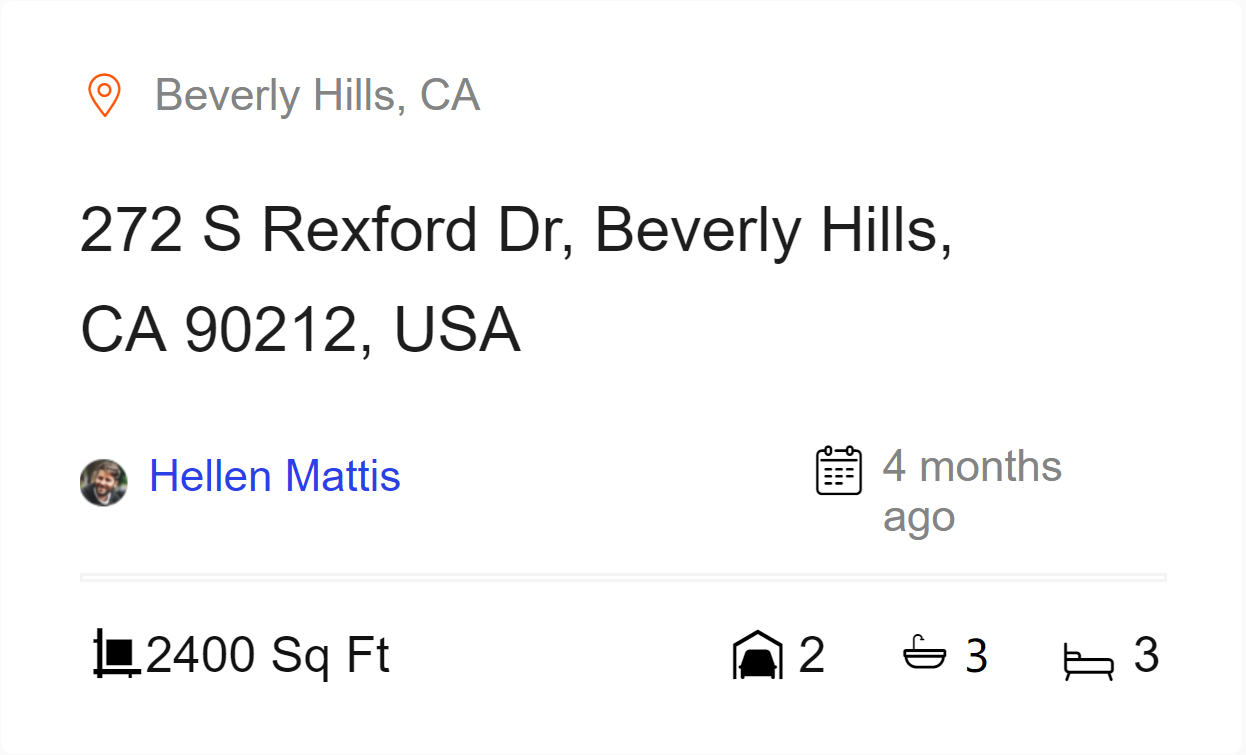 Beverly Hills, CA
272 S Rexford Dr, Beverly Hills,
CA 90212, USA
Hellen Mattis
4 months
ago
2400 Sq Ft 2 3 3